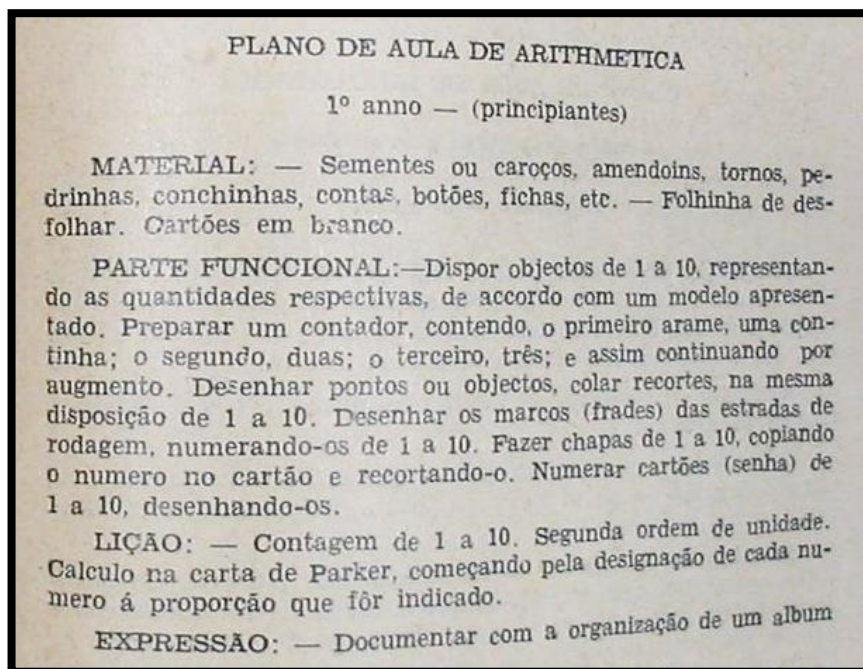 PLANO DE AULA DE ARITHMETICA
1º anno — (principiantes)
MATERIAL: — Sementes ou caroços, amendoins, tornos, pe-
drinhas, conchinhas, contas, botões, fichas, etc. — Folhinha de des-
folhar. Cartões em branco.
PARTE FUNCCIONAL:—Dispor objectos de 1 a 10, representan-
do as quantidades respectivas, de accordo com um modelo apresen-
tado. Preparar um contador, contendo, o primeiro arame, uma con-
tinha; o segundo, duas; o terceiro, três; e assim continuando por
augmento. Desenhar pontos ou objectos, colar recortes, na mesma
disposição de 1 a 10. Desenhar os marcos (frades) das estradas de
rodagem, numerando-os de 1 a 10. Fazer chapas de 1 a 10, copiando
o numero no cartão e recortando-o. Numerar cartões (senha) de
1 a 10, desenhando-os.
LIÇÃO: — Contagem de 1 a 10. Segunda ordem de unidade.
Calculo na carta de Parker, começando pela designação de cada nu-
mero á proporção que fôr indicado.
EXPRESSÃO: — Documentar com a organização de um album